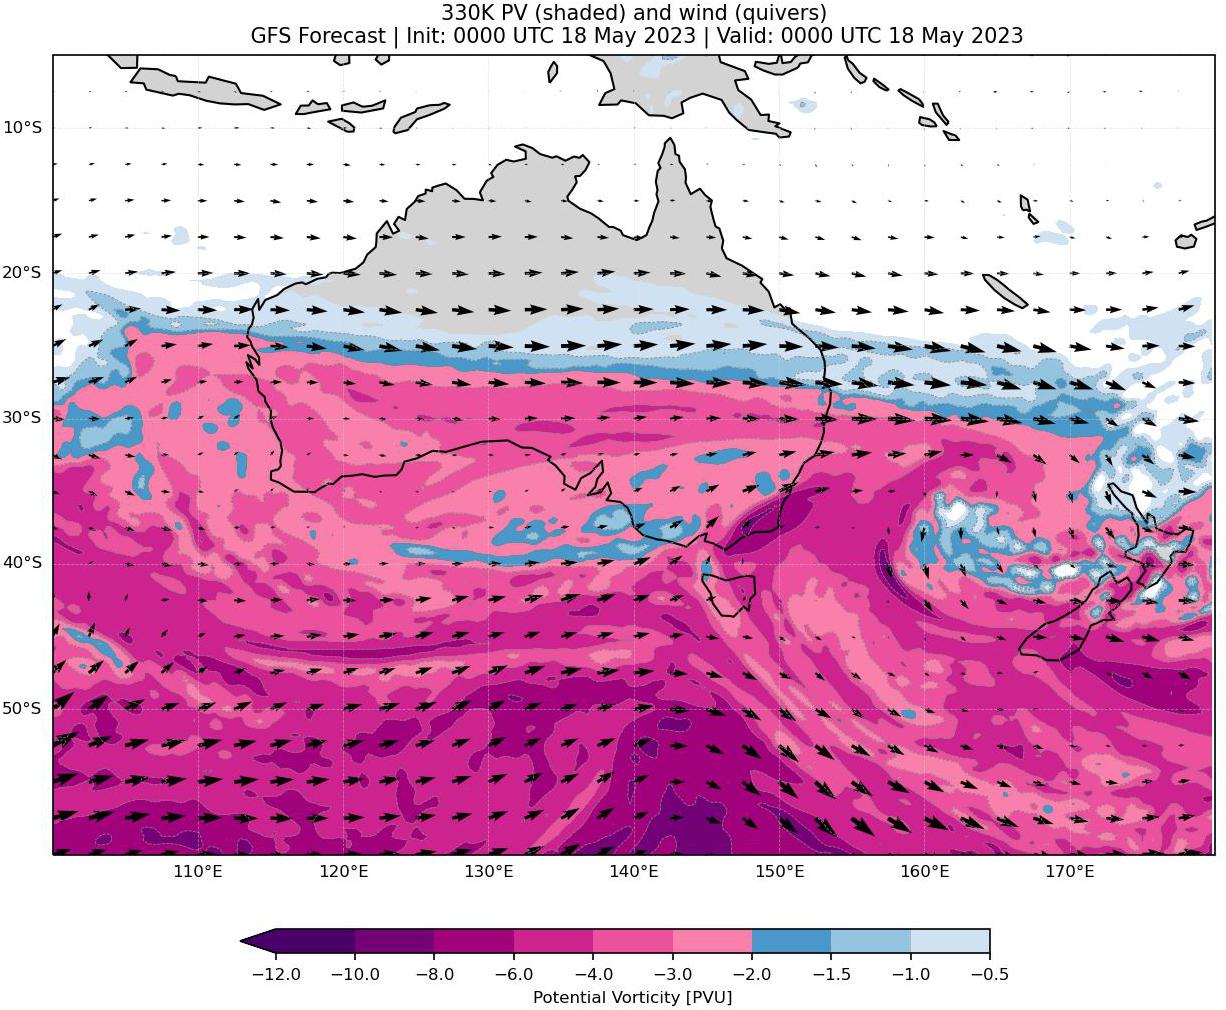 330K PV (shaded) and wind (quivers)
GFS Forecast | Init: 0000 UTC 18 May 2023 | Valid: 0000 UTC 18 May 2023
10°S
20°S
30°S
40°S
50°S
110°E 120°E 130°E 140°E 150°E 160°E 170°E
−12.0 −10.0 −8.0 −6.0 −4.0 −3.0 −2.0 −1.5 −1.0 −0.5
Potential Vorticity [PVU]